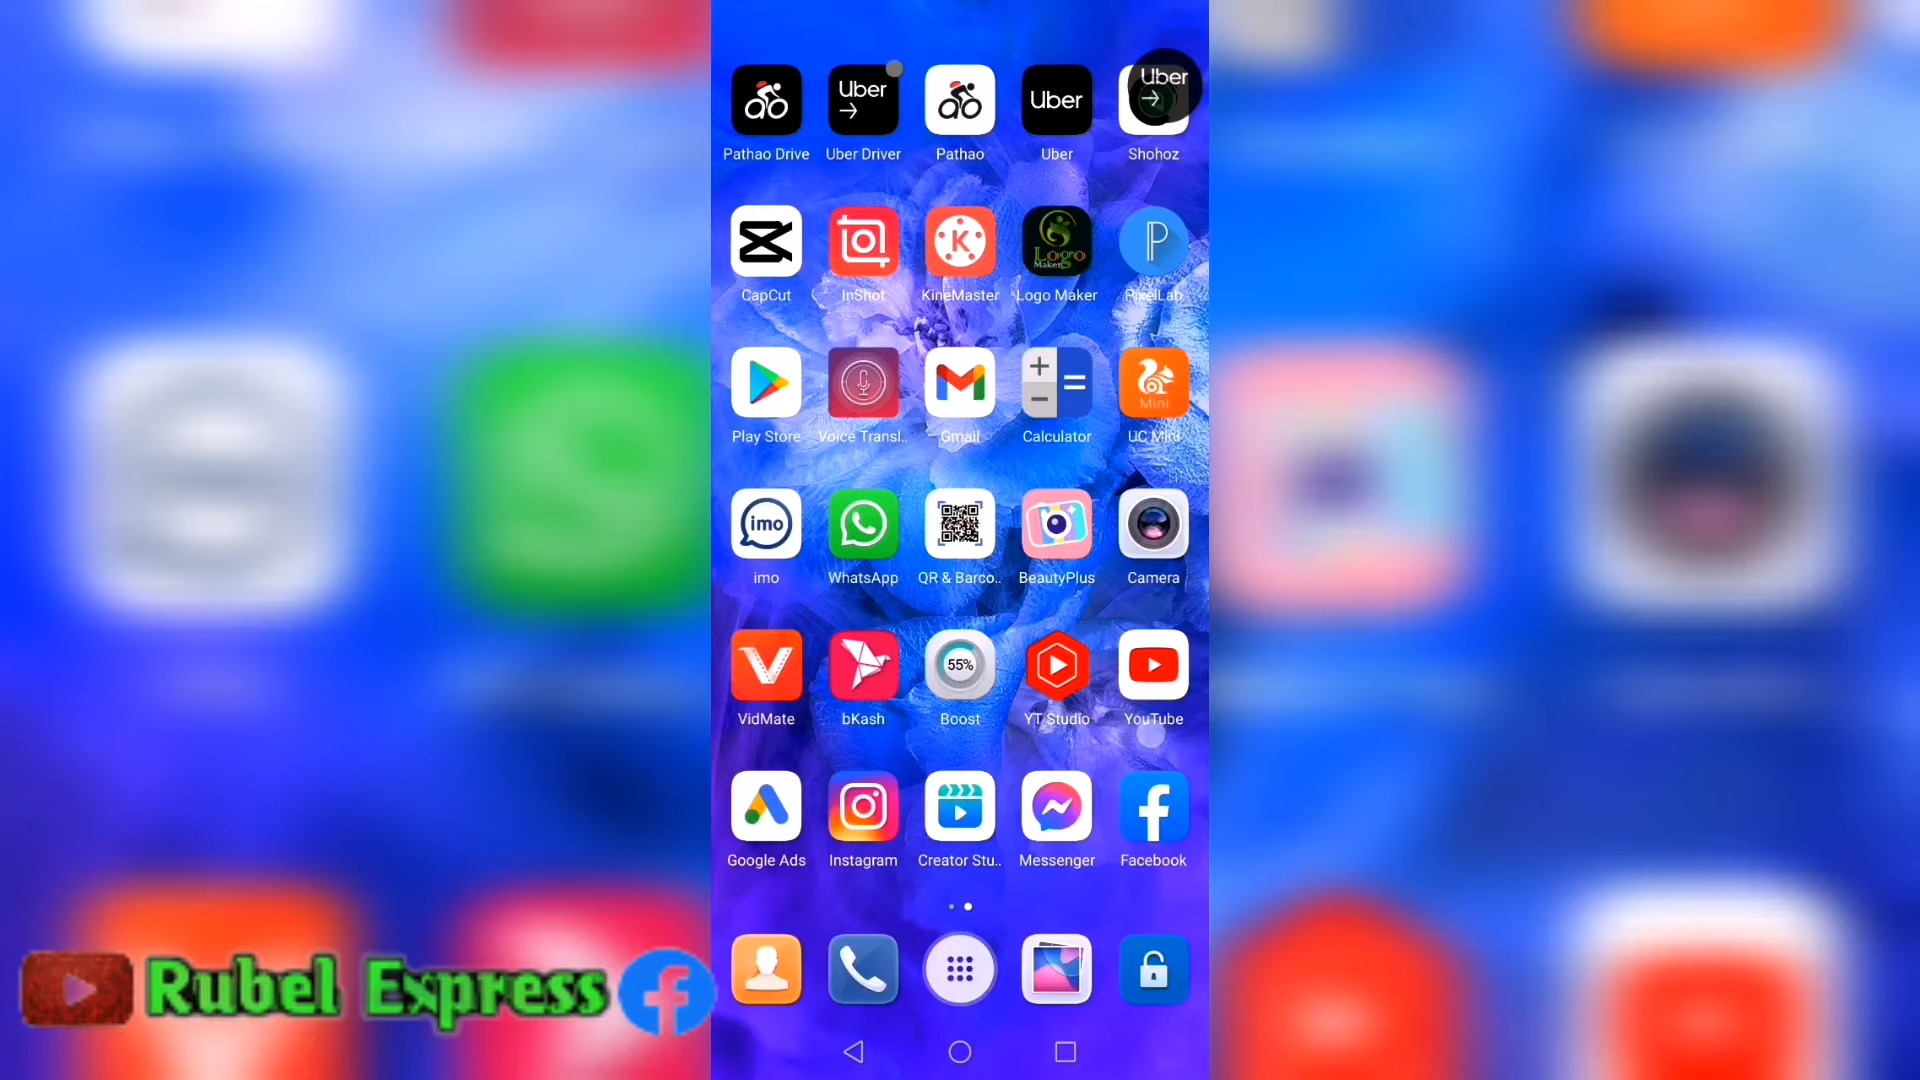 Uber
Uber
Uber
Pathao Drive
Uber Driver
Pathao
Uber
Shohoz
K
Logo
Maker
P
CapCut
InShot
KineMaster
Logo Maker
PixelLab
Mini
Play Store
Voice Transl..
Gmail
Calculator
UC Mini
imo
imo
WhatsApp
QR & Barco..
BeautyPlus
Camera
55%
VidMate
bKash
Boost
YT Studio
YouTube
Google Ads
Instagram
Creator Stu..
Messenger
Facebook
Rubel Express